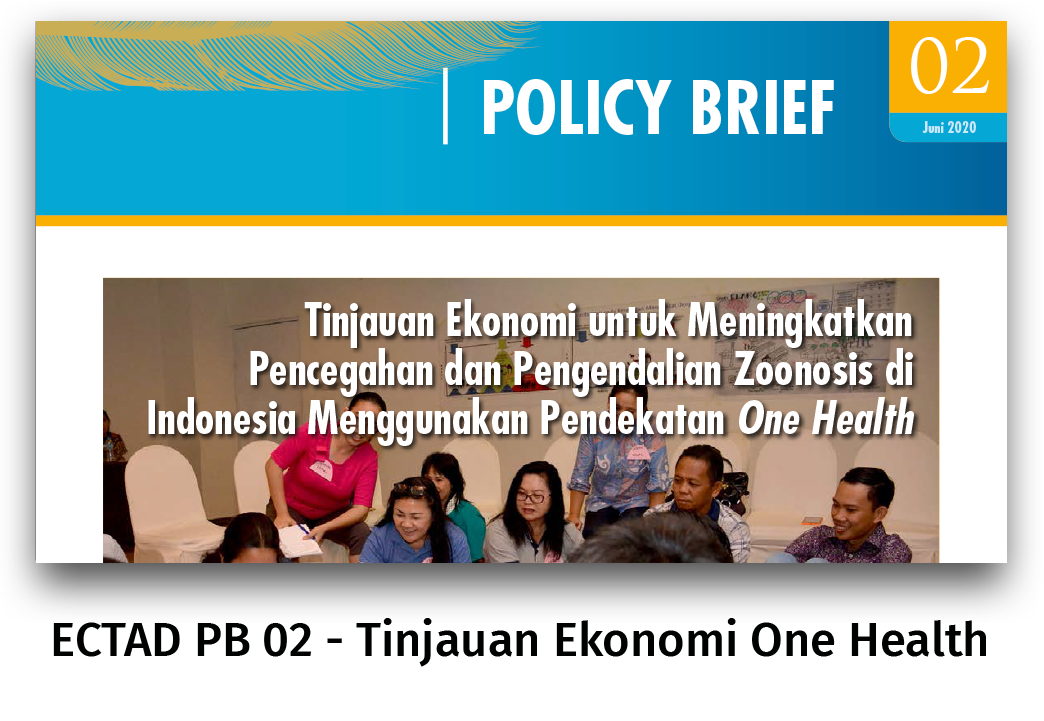 POLICY BRIEF
02
Juni 2020
Tinjauan Ekonomi untuk Meningkatkan
Pencegahan dan Pengendalian Zoonosis di
Indonesia Menggunakan Pendekatan One Health
ECTAD PB 02 - Tinjauan Ekonomi One Health